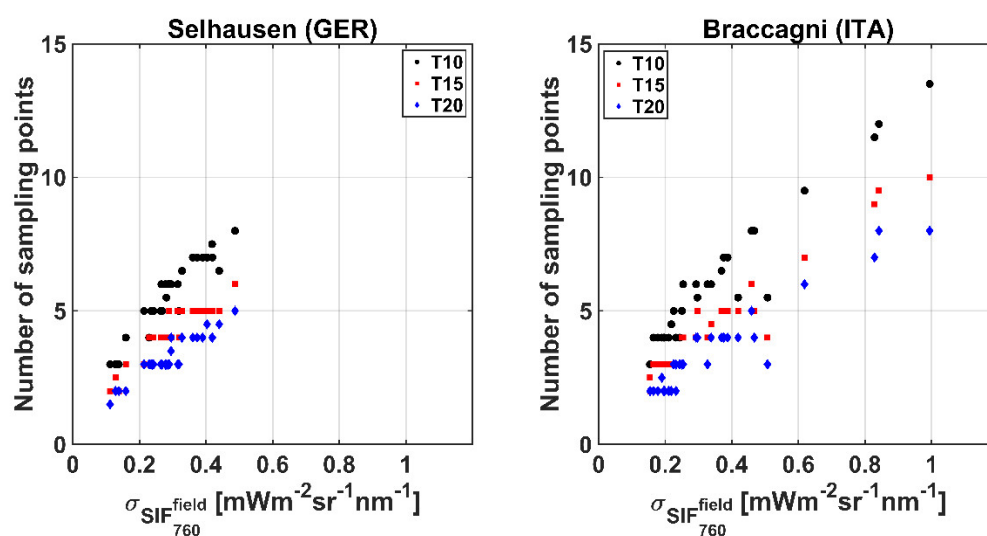 Selhausen (GER)
15
10
5
0
Number of sampling points
T10
T15
T20
0 0.2 0.4 0.6 0.8 1
σSIF760field [mWm-2sr-1nm-1]
Braccagni (ITA)
15
10
5
0
Number of sampling points
T10
T15
T20
0 0.2 0.4 0.6 0.8 1
σSIF760field [mWm-2sr-1nm-1]